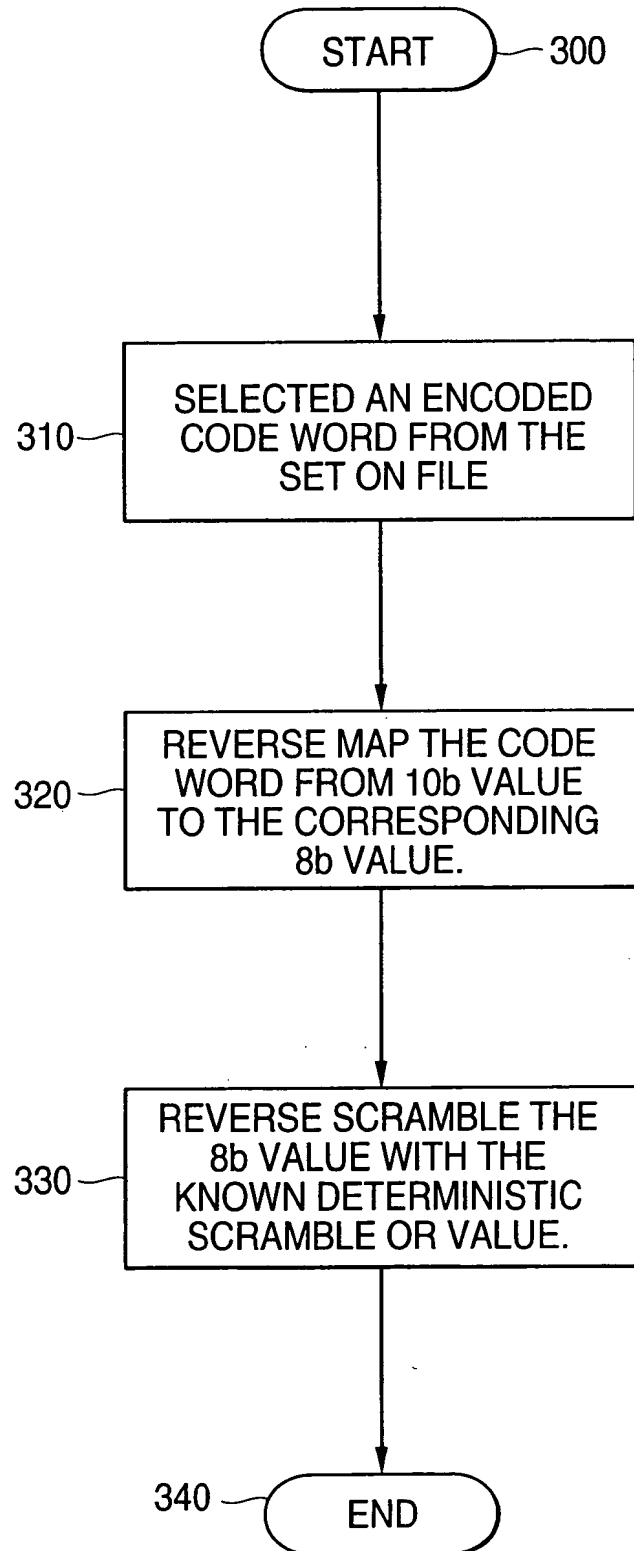 START
300
310
SELECTED AN ENCODED
CODE WORD FROM THE
SET ON FILE
320
REVERSE MAP THE CODE
WORD FROM 10b VALUE
TO THE CORRESPONDING
8b VALUE.
330
REVERSE SCRAMBLE THE
8b VALUE WITH THE
KNOWN DETERMINISTIC
SCRAMBLE OR VALUE.
340
END